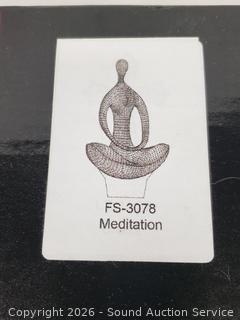 FS-3078
Meditation
Copyright 2026 - Sound Auction Service